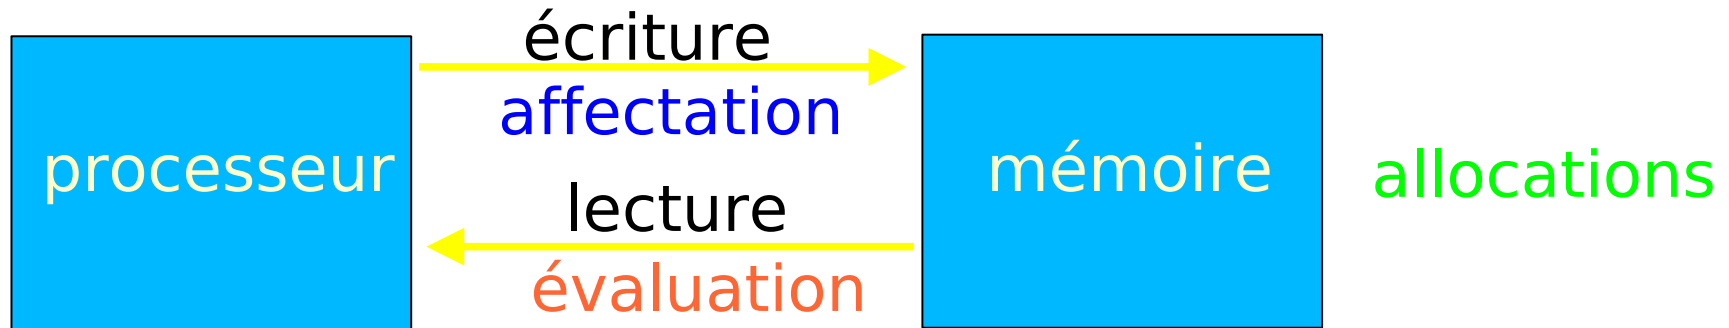 écriture
affectation
processeur
mémoire
allocations
lecture
évaluation